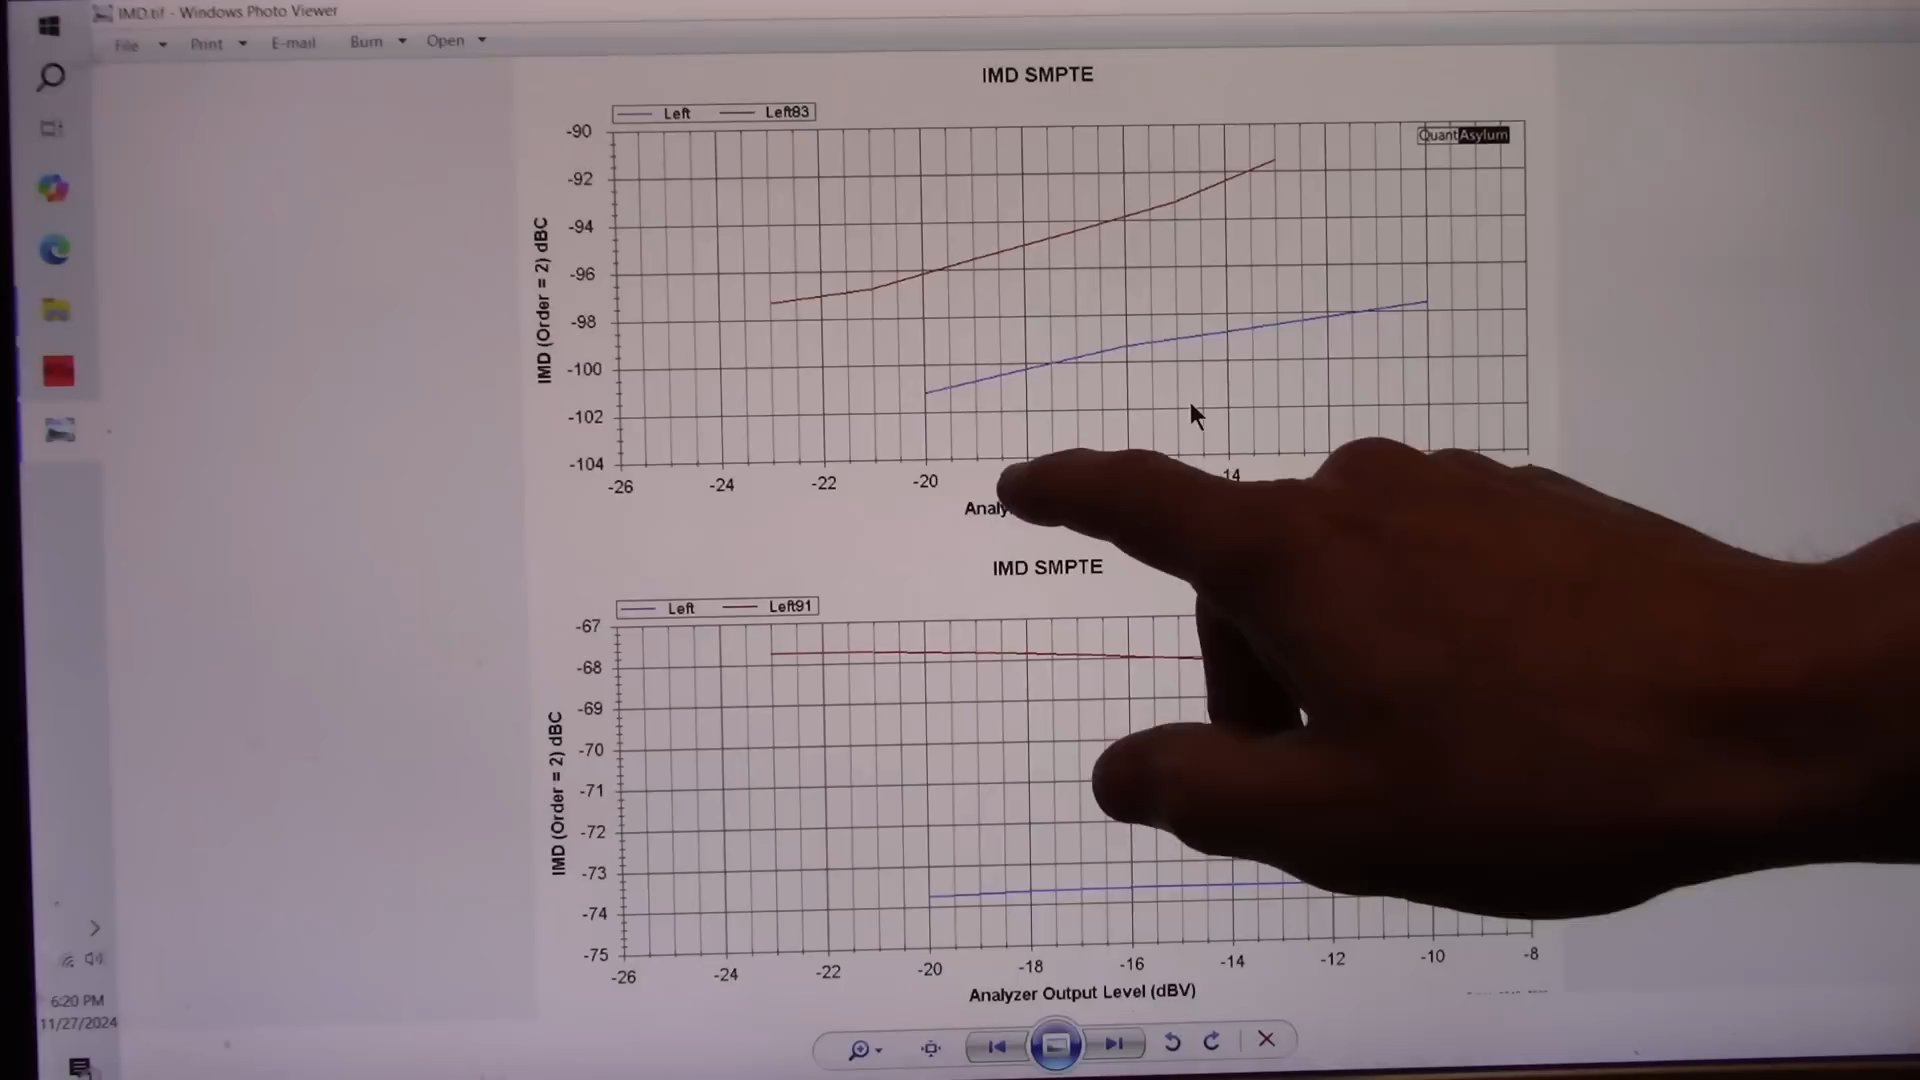 IMD.tif - Windows Photo Viewer
File Print E-mail Burn Open
IMD SMPTE
Left Left83
QuantAsylum
-90
-92
-94
-96
-98
-100
-102
-104
IMD (Order = 2) dBC
-26 -24 -22 -20 14
Analy
IMD SMPTE
Left Left91
-67
-68
-69
-70
-71
-72
-73
-74
-75
IMD (Order = 2) dBC
-26 -24 -22 -20 -18 -16 -14 -12 -10 -8
Analyzer Output Level (dBV)
6:20 PM
11/27/2024